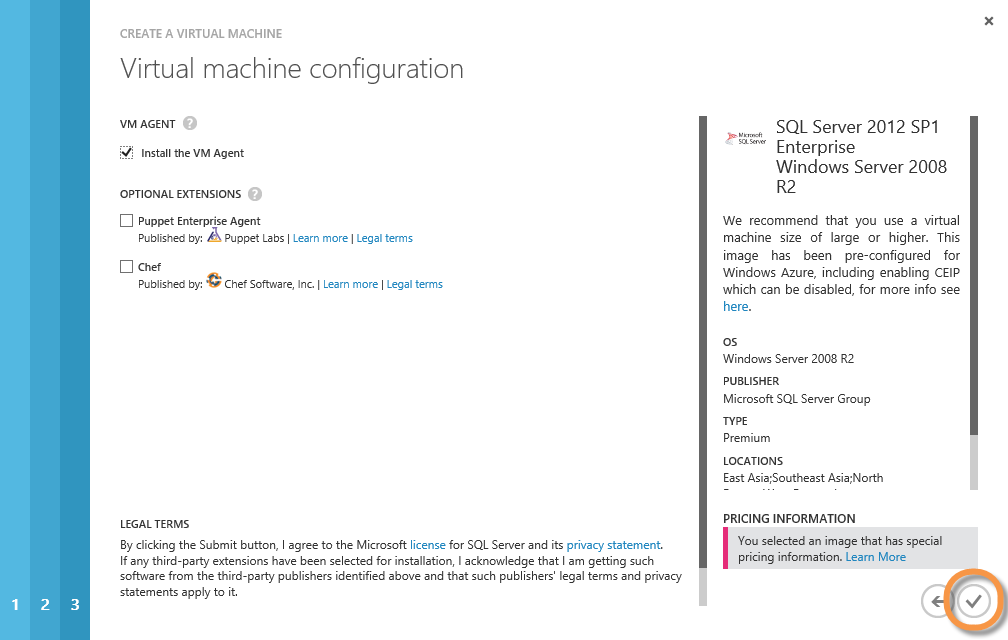 CREATE A VIRTUAL MACHINE
Virtual machine configuration
VM AGENT ?
Install the VM Agent
OPTIONAL EXTENSIONS ?
Puppet Enterprise Agent
Published by: Puppet Labs | Learn more | Legal terms
Chef
Published by: Chef Software, Inc. | Learn more | Legal terms
LEGAL TERMS
By clicking the Submit button, I agree to the Microsoft license for SQL Server and its privacy statement.
If any third-party extensions have been selected for installation, I acknowledge that I am getting such
software from the third-party publishers identified above and that such publishers' legal terms and privacy
statements apply to it.
Microsoft
SQL Server
SQL Server 2012 SP1
Enterprise
Windows Server 2008
R2
We recommend that you use a virtual
machine size of large or higher. This
image has been pre-configured for
Windows Azure, including enabling CEIP
which can be disabled, for more info see
here.
OS
Windows Server 2008 R2
PUBLISHER
Microsoft SQL Server Group
TYPE
Premium
LOCATIONS
East Asia;Southeast Asia;North
PRICING INFORMATION
You selected an image that has special
pricing information. Learn More
1 2 3